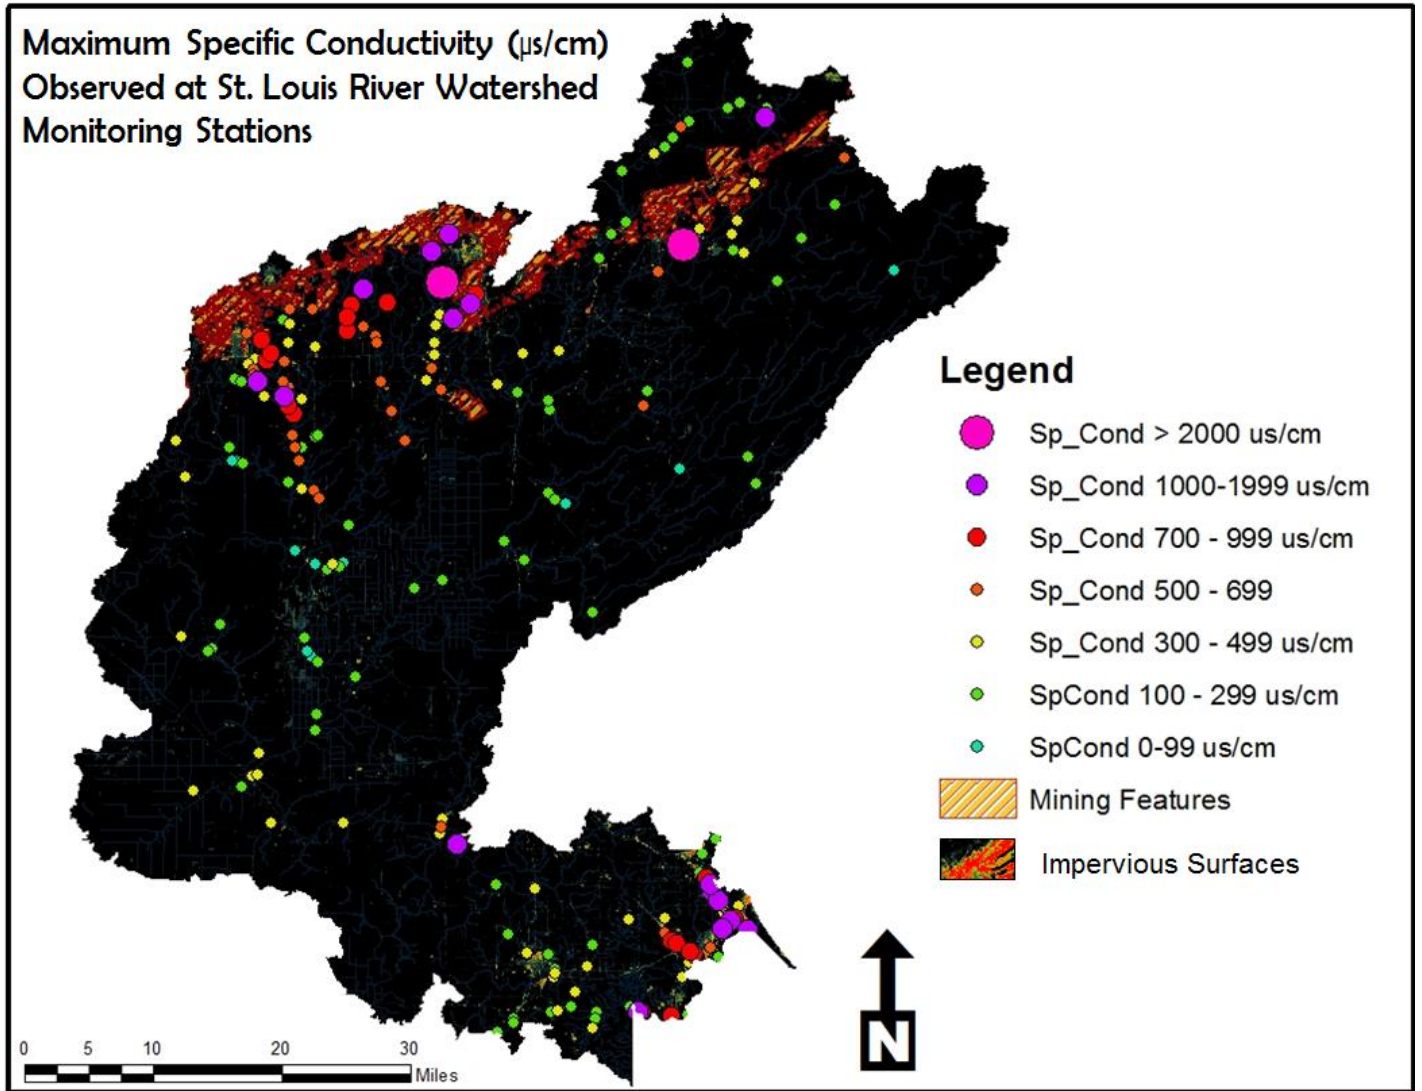 Maximum Specific Conductivity (μs/cm)
Observed at St. Louis River Watershed
Monitoring Stations
Legend
Sp_Cond > 2000 us/cm
Sp_Cond 1000-1999 us/cm
Sp_Cond 700 - 999 us/cm
Sp_Cond 500 - 699
Sp_Cond 300 - 499 us/cm
SpCond 100 - 299 us/cm
SpCond 0-99 us/cm
Mining Features
Impervious Surfaces
N
0 5 10 20 30
Miles